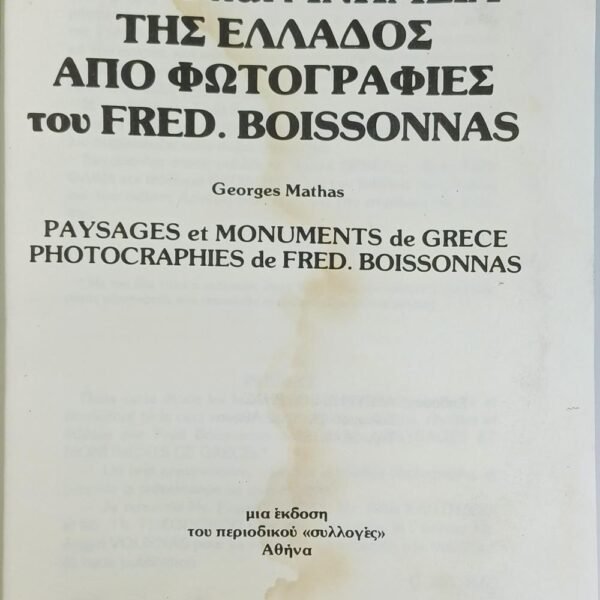 ΤΗΣ ΕΛΛΑΔΟΣ
ΑΠΟ ΦΩΤΟΓΡΑΦΙΕΣ
του FRED. BOISSONNAS
Georges Mathas
PAYSAGES et MONUMENTS de GRECE
PHOTOCRAPHIES de FRED. BOISSONNAS
μια έκδοση
του περιοδικού «συλλογές»
Αθήνα